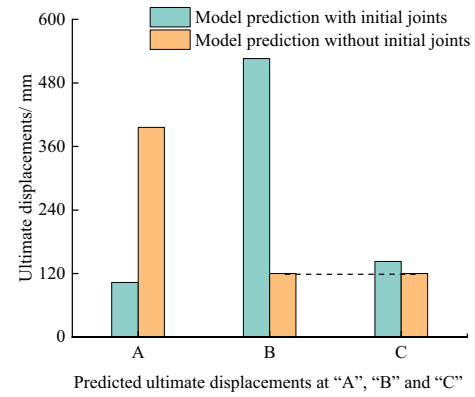 Model prediction with initial joints
Model prediction without initial joints
600
480
360
240
120
0
Ultimate displacements/ mm
A B C
Predicted ultimate displacements at “A”, “B” and “C”